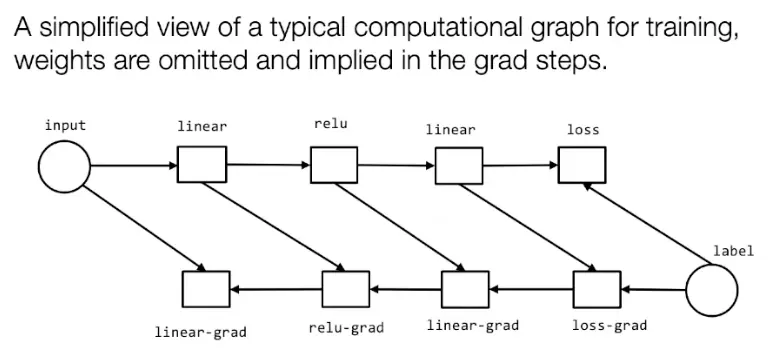 A simplified view of a typical computational graph for training,
weights are omitted and implied in the grad steps.
input
linear
relu
linear
loss
label
linear-grad
relu-grad
linear-grad
loss-grad